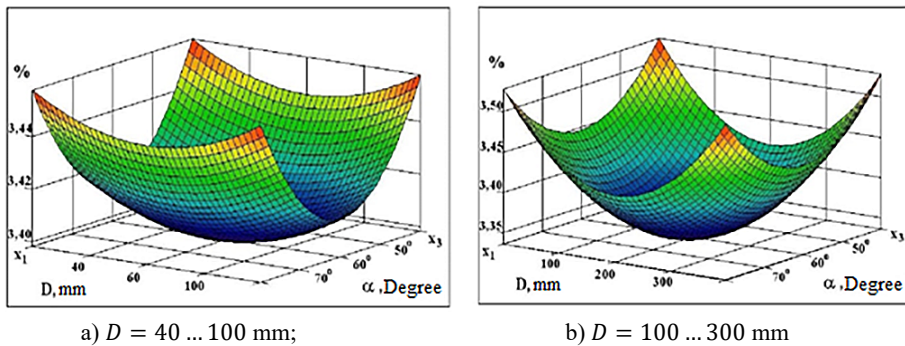 %
3,44
3,42
3,40
x₁
40
60
100
D, mm
70°
60°
50°
x₃
α ,Degree
%
3,50
3,45
3,40
3,35
x₁
100
200
300
D, mm
70°
60°
50°
x₃
α ,Degree
a) D = 40 … 100 mm;
b) D = 100 … 300 mm